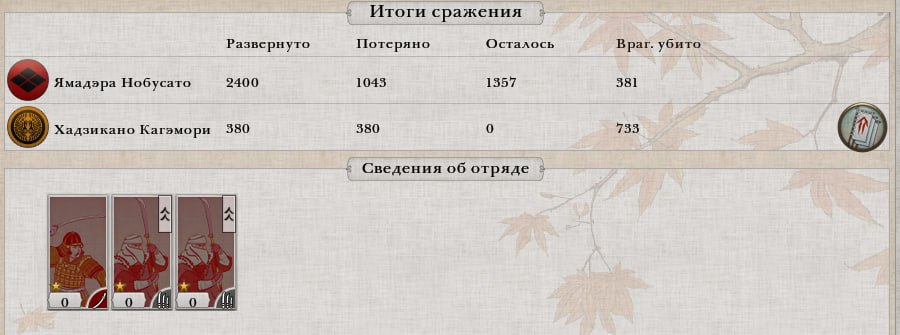 Итоги сражения
Развернуто Потеряно Осталось Враг. убито
Ямадэра Нобусато 2400 1043 1357 381
Хадзикано Кагэмори 380 380 0 733
Сведения об отряде
0 0 0